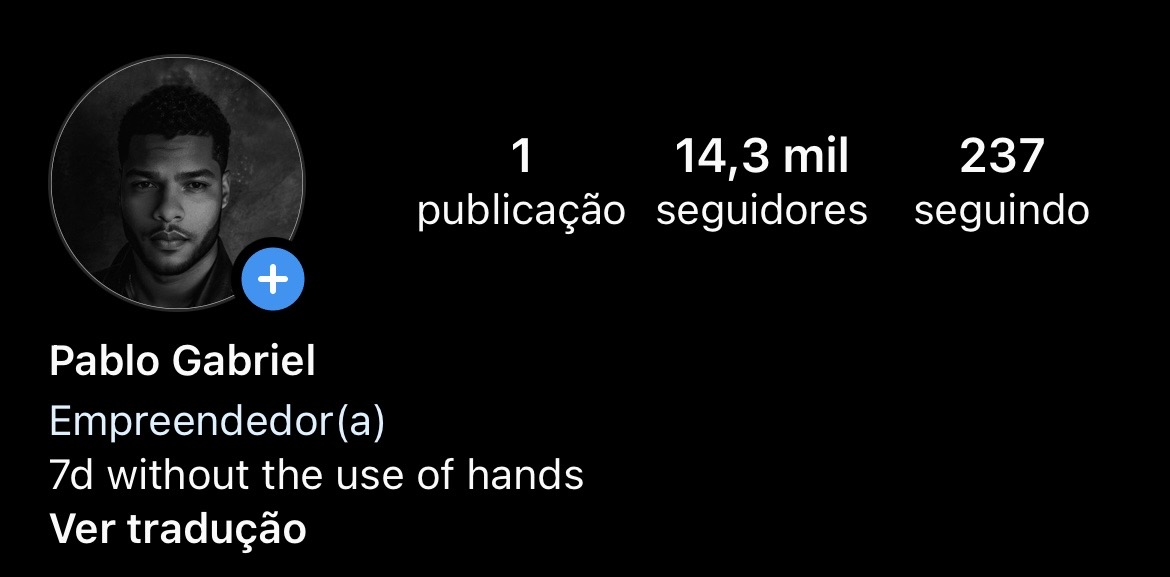 1 14,3 mil 237
publicação seguidores seguindo
Pablo Gabriel
Empreendedor(a)
7d without the use of hands
Ver tradução